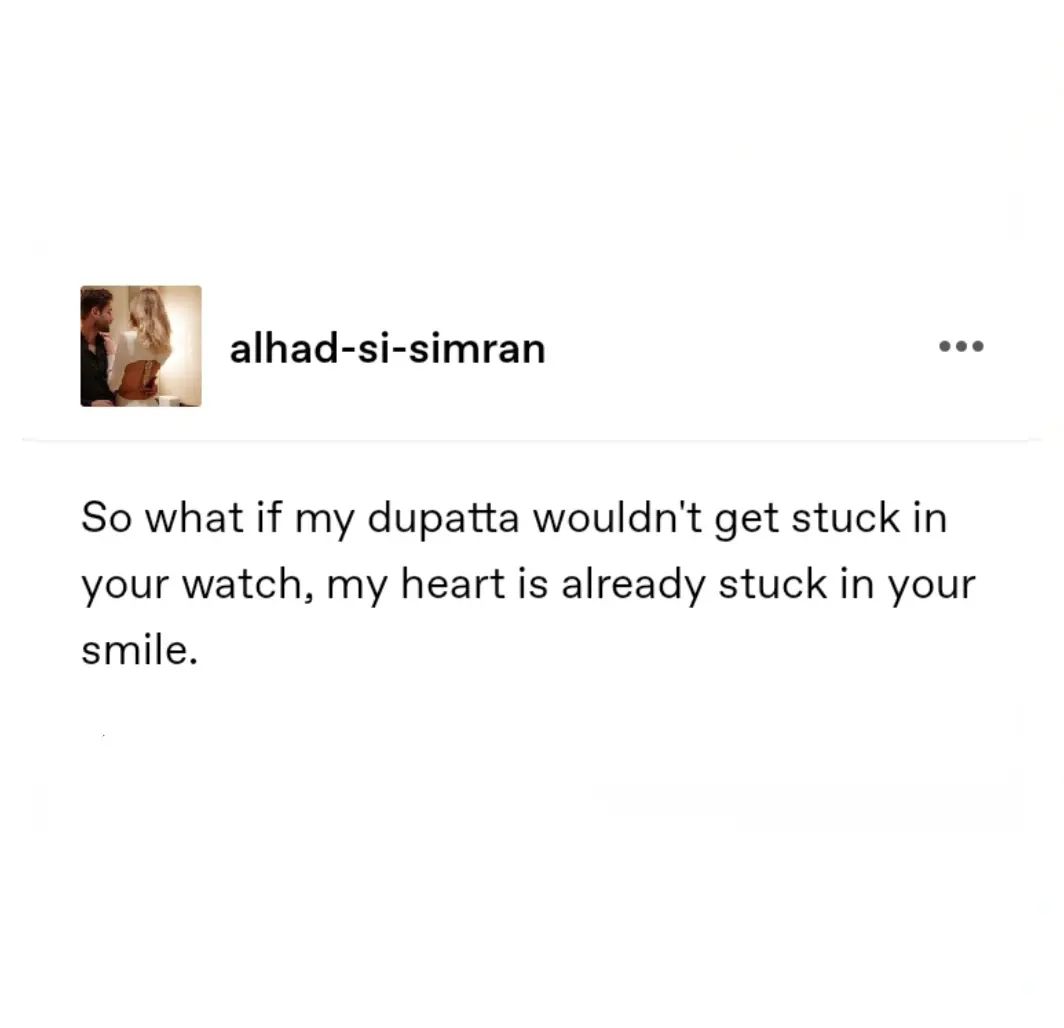 alhad-si-simran
So what if my dupatta wouldn't get stuck in
your watch, my heart is already stuck in your
smile.